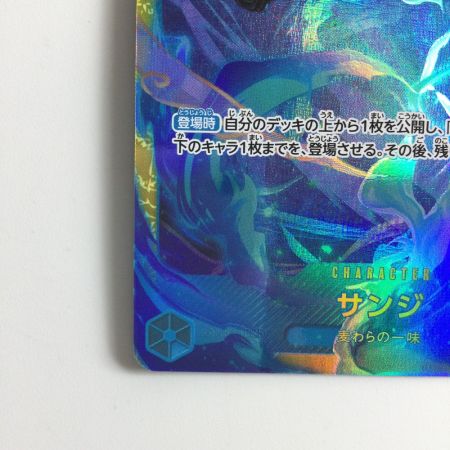 登場時 自分のデッキの上から1枚を公開し、「
下のキャラ1枚までを、登場させる。その後、残
CHARACTER
サンジ
麦わらの一味